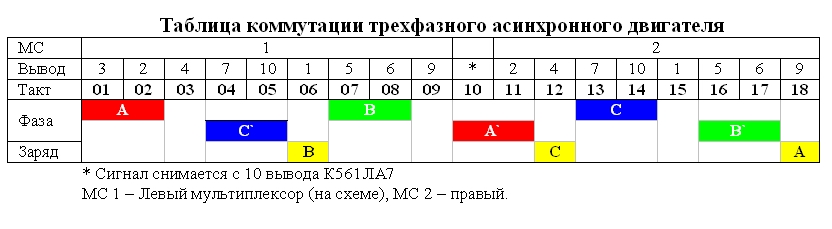 Таблица коммутации трехфазного асинхронного двигателя
МС 1 2
Вывод 3 2 4 7 10 1 5 6 9 * 2 4 7 10 1 5 6 9
Такт 01 02 03 04 05 06 07 08 09 10 11 12 13 14 15 16 17 18
Фаза A B C
C` A` B`
Заряд B C A
* Сигнал снимается с 10 вывода К561ЛА7
МС 1 – Левый мультиплексор (на схеме), МС 2 – правый.